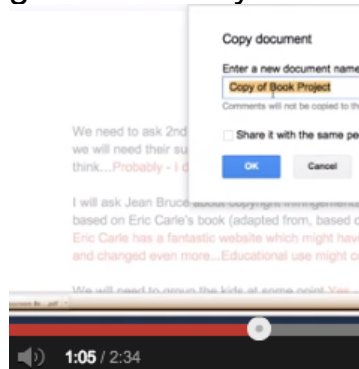 Copy document
Enter a new document name
Copy of Book Project
Comments will not be copied to th
Share it with the same pe
OK Cancel
We need to ask 2nd
we will need their su
think...Probably - I d
I will ask Jean Bruce about copyright infringements
based on Eric Carle's book (adapted from, based o
Eric Carle has a fantastic website which might hav
and changed even more...Educational use might c
We will need to group the kids at some point Yes
1:05 / 2:34